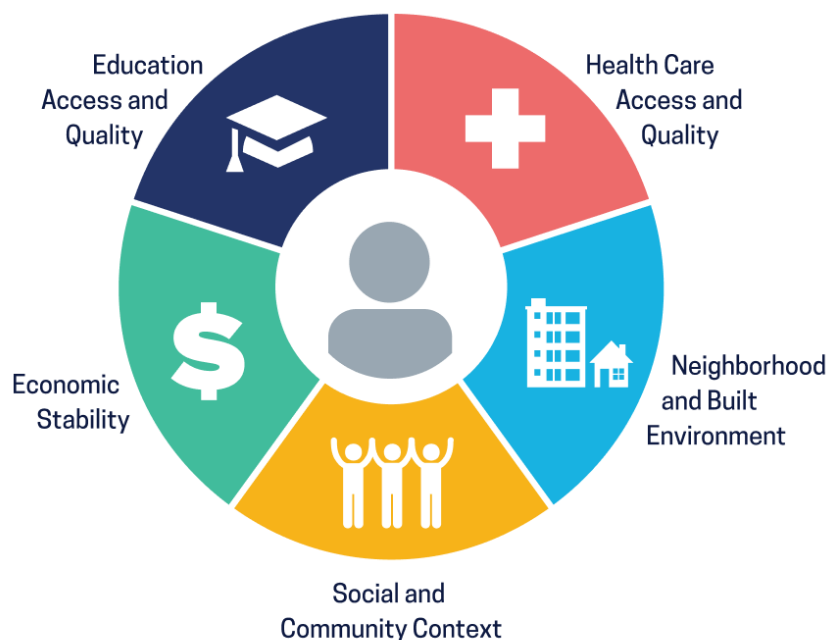 Education
Access and
Quality
Health Care
Access and
Quality
Economic
Stability
Neighborhood
and Built
Environment
Social and
Community Context